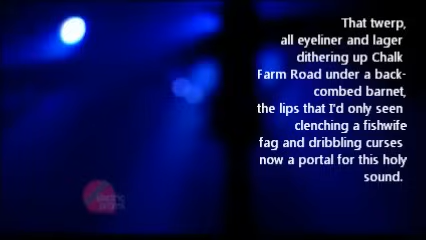 That twerp,
all eyeliner and lager
dithering up Chalk
Farm Road under a back-
combed barnet,
the lips that I'd only seen
clenching a fishwife
fag and dribbling curses
now a portal for this holy
sound.